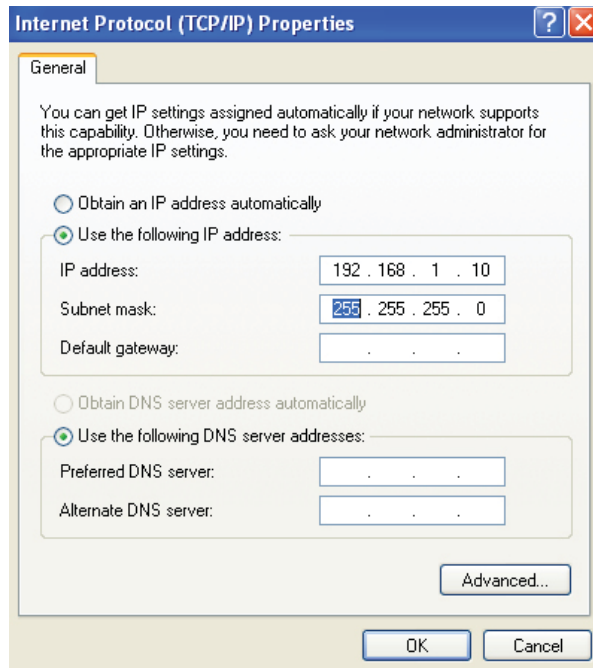 Internet Protocol (TCP/IP) Properties
General
You can get IP settings assigned automatically if your network supports
this capability. Otherwise, you need to ask your network administrator for
the appropriate IP settings.
Obtain an IP address automatically
Use the following IP address:
IP address: 192 . 168 . 1 . 10
Subnet mask: 255 . 255 . 255 . 0
Default gateway: . . .
Obtain DNS server address automatically
Use the following DNS server addresses:
Preferred DNS server: . . .
Alternate DNS server: . . .
Advanced...
OK Cancel